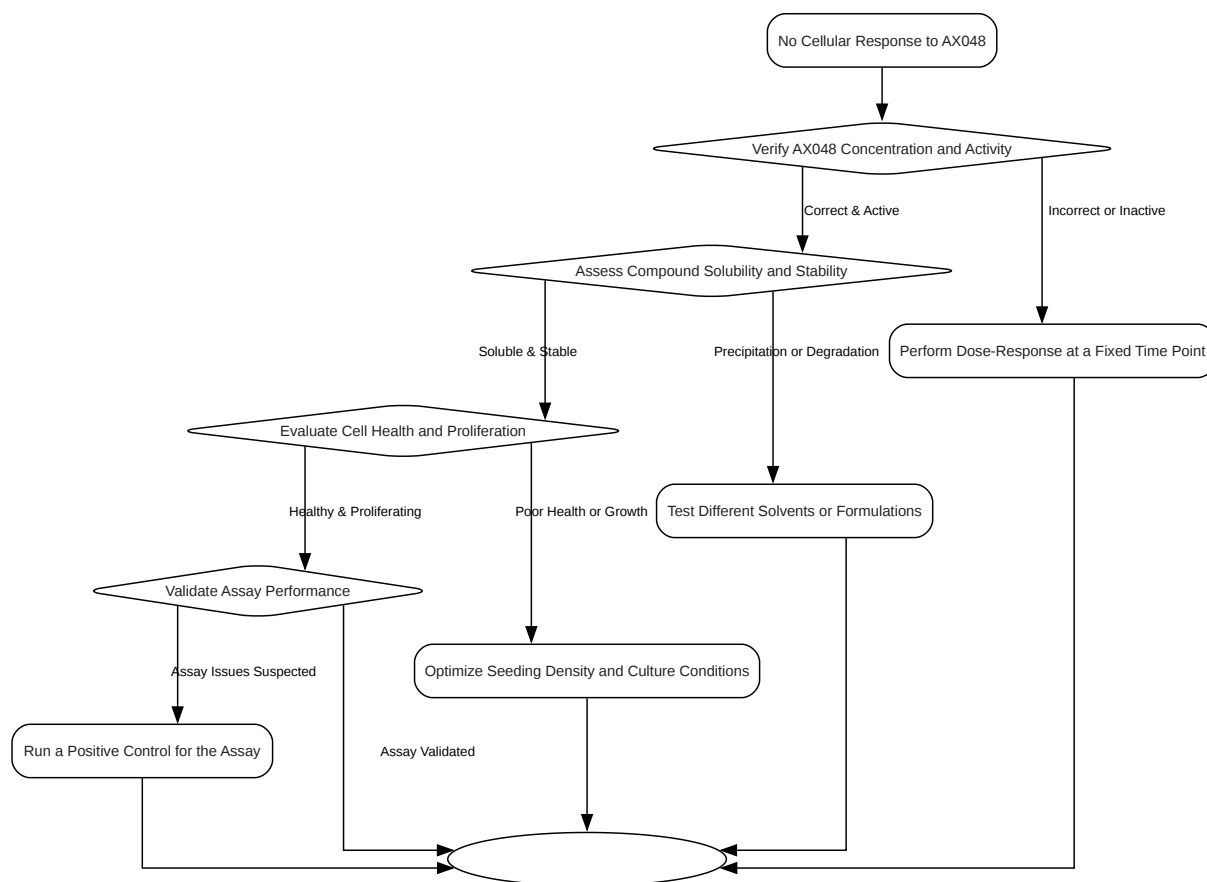 No Cellular Response to AX048
Verify AX048 Concentration and Activity
Correct & Active
Incorrect or Inactive
Assess Compound Solubility and Stability
Soluble & Stable
Precipitation or Degradation
Perform Dose-Response at a Fixed Time Point
Evaluate Cell Health and Proliferation
Healthy & Proliferating
Poor Health or Growth
Test Different Solvents or Formulations
Validate Assay Performance
Assay Issues Suspected
Optimize Seeding Density and Culture Conditions
Run a Positive Control for the Assay
Assay Validated